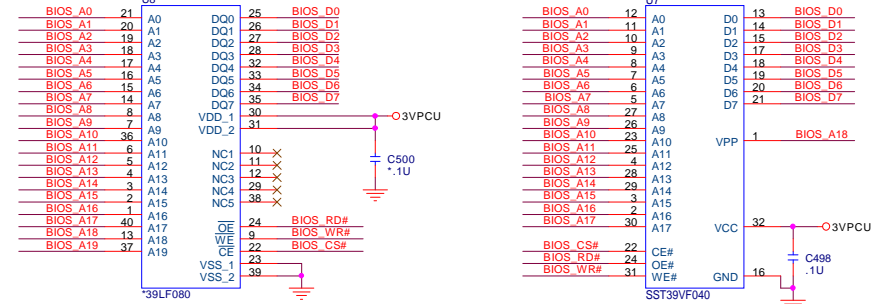 BIOS_A0 21 A0 DQ0 25 BIOS_D0
BIOS_A1 20 A1 DQ1 26 BIOS_D1
BIOS_A2 19 A2 DQ2 27 BIOS_D2
BIOS_A3 18 A3 DQ3 28 BIOS_D3
BIOS_A4 17 A4 DQ4 32 BIOS_D4
BIOS_A5 16 A5 DQ5 33 BIOS_D5
BIOS_A6 15 A6 DQ6 34 BIOS_D6
BIOS_A7 14 A7 DQ7 35 BIOS_D7
BIOS_A8 8 A8 VDD_1 30 3VPCU
BIOS_A9 7 A9 VDD_2 31
BIOS_A10 36 A10
BIOS_A11 6 A11 NC1 10
BIOS_A12 5 A12 NC2 11
BIOS_A13 4 A13 NC3 12
BIOS_A14 3 A14 NC4 29
BIOS_A15 2 A15 NC5 38
BIOS_A16 1 A16
BIOS_A17 40 A17 OE 24 BIOS_RD#
BIOS_A18 13 A18 WE 9 BIOS_WR#
BIOS_A19 37 A19 CE 22 BIOS_CS#
VSS_1 23
VSS_2 39
C500
*.1U
*39LF080
BIOS_A0 12 A0 D0 13 BIOS_D0
BIOS_A1 11 A1 D1 14 BIOS_D1
BIOS_A2 10 A2 D2 15 BIOS_D2
BIOS_A3 9 A3 D3 17 BIOS_D3
BIOS_A4 8 A4 D4 18 BIOS_D4
BIOS_A5 7 A5 D5 19 BIOS_D5
BIOS_A6 6 A6 D6 20 BIOS_D6
BIOS_A7 5 A7 D7 21 BIOS_D7
BIOS_A8 27 A8
BIOS_A9 26 A9
BIOS_A10 23 A10 VPP 1 BIOS_A18
BIOS_A11 25 A11
BIOS_A12 4 A12
BIOS_A13 28 A13
BIOS_A14 29 A14
BIOS_A15 3 A15
BIOS_A16 2 A16
BIOS_A17 30 A17 VCC 32 3VPCU
BIOS_CS# 22 CE#
BIOS_RD# 24 OE#
BIOS_WR# 31 WE# GND 16
C498
.1U
SST39VF040